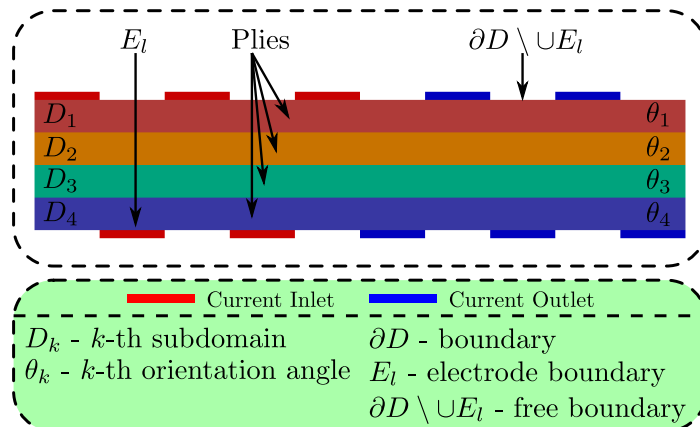 E_l Plies ∂D \ ∪E_l
D_1 θ_1
D_2 θ_2
D_3 θ_3
D_4 θ_4
Current Inlet Current Outlet
D_k - k-th subdomain
θ_k - k-th orientation angle
∂D - boundary
E_l - electrode boundary
∂D \ ∪E_l - free boundary